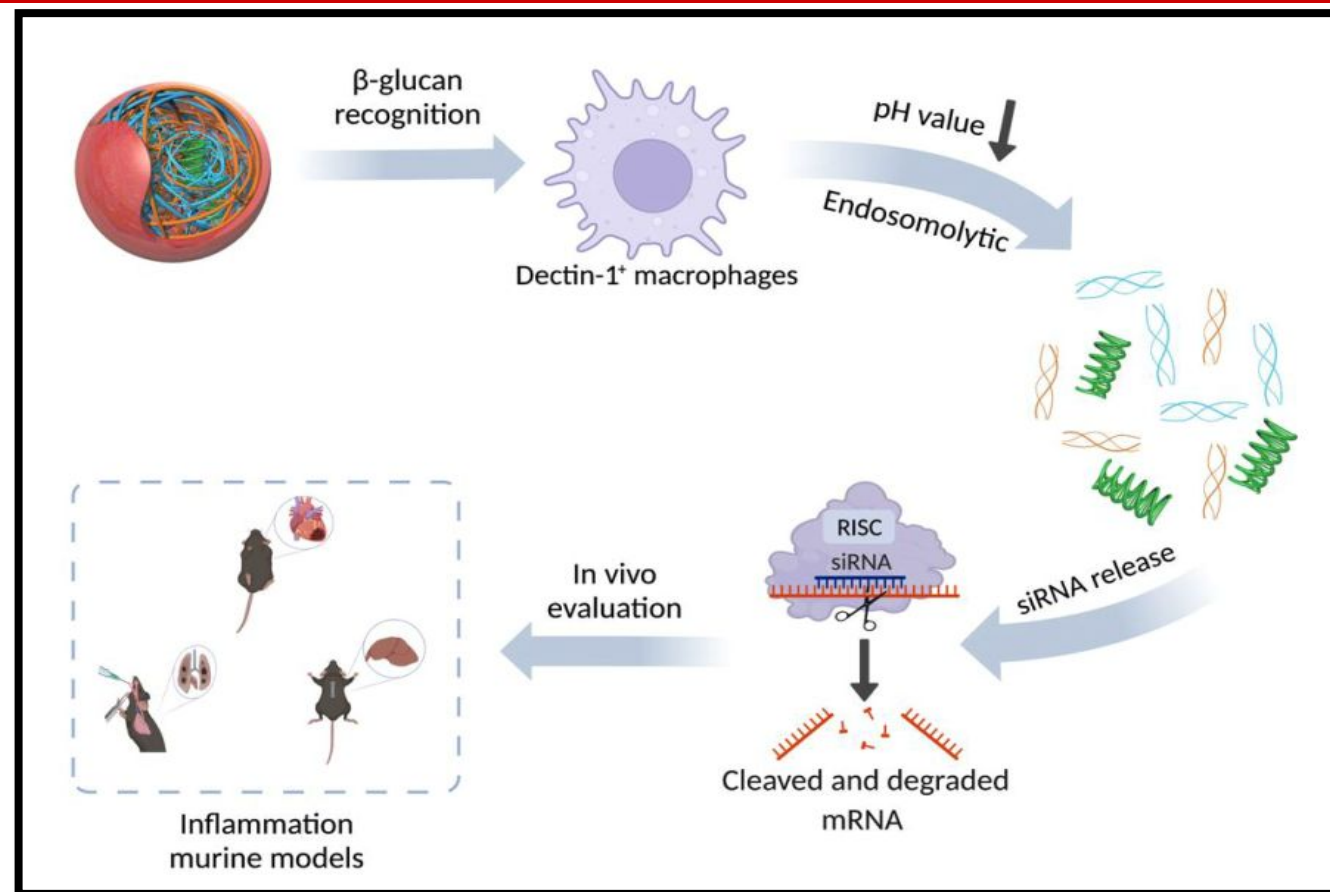 β-glucan
recognition
Dectin-1⁺ macrophages
pH value
Endosomolytic
siRNA release
RISC
siRNA
Cleaved and degraded
mRNA
In vivo
evaluation
Inflammation
murine models